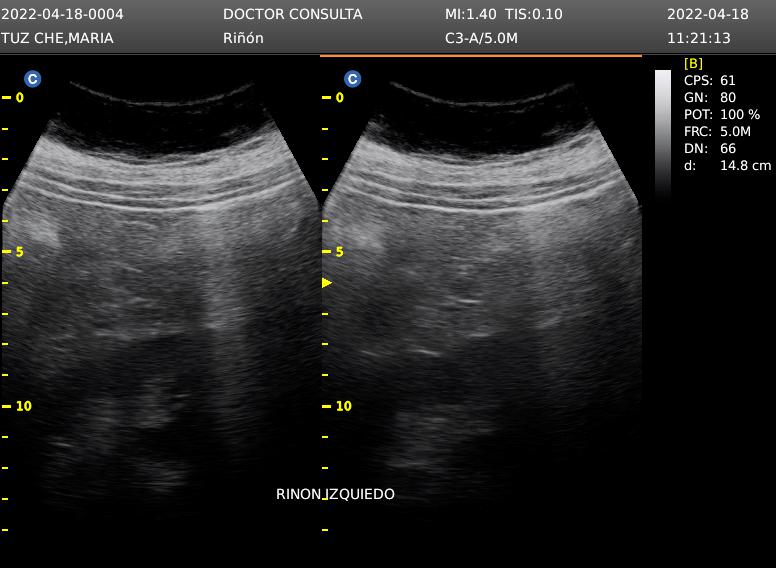 2022-04-18-0004 DOCTOR CONSULTA MI:1.40 TIS:0.10 2022-04-18
TUZ CHE,MARIA Riñón C3-A/5.0M 11:21:13
[B]
CPS: 61
GN: 80
POT: 100 %
FRC: 5.0M
DN: 66
d: 14.8 cm
C C
0 0
5 5
10 10
RINON IZQUIEDO